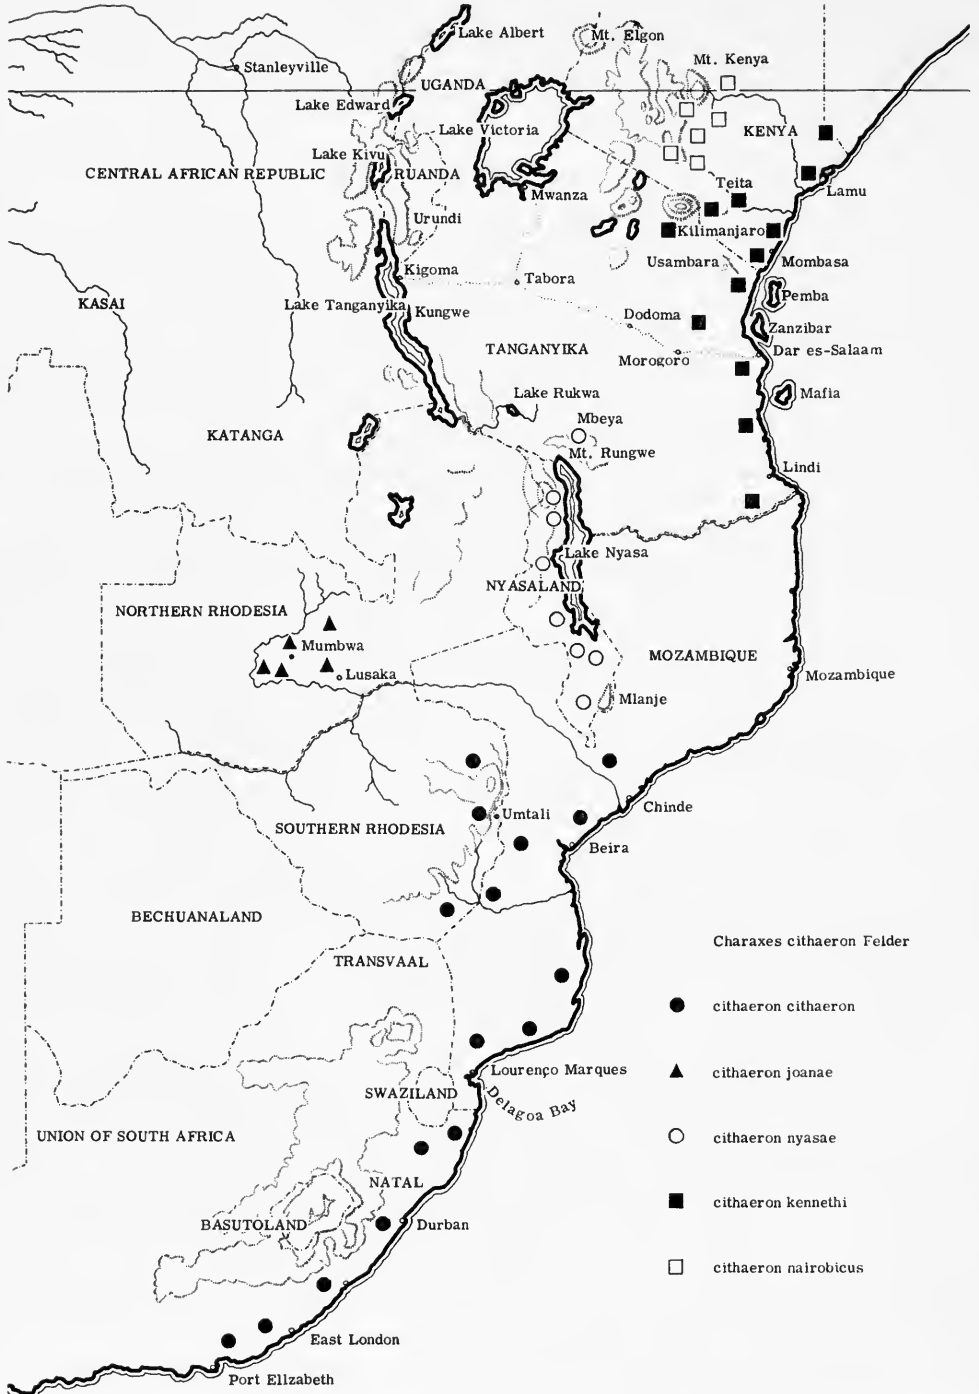 Lake Albert
Mt. Elgon
Stanleyville
Mt. Kenya
UGANDA
Lake Edward
Lake Victoria
KENYA
Lake Kivu
CENTRAL AFRICAN REPUBLIC
RUANDA
Teita
Lamu
Mwanza
Urundi
Kilimanjaro
Usambara
Mombasa
Kigoma
Tabora
Pemba
KASAI
Lake Tanganyika
Kungwe
Dodoma
Zanzibar
TANGANYIKA
Morogoro
Dar es-Salaam
Lake Rukwa
Mafia
Mbeya
KATANGA
Mt. Rungwe
Lindi
Lake Nyasa
NYASALAND
NORTHERN RHODESIA
Mumbwa
MOZAMBIQUE
Lusaka
Mozambique
Mlanje
Chinde
Umtali
SOUTHERN RHODESIA
Beira
BECHUANALAND
TRANSVAAL
Lourenço Marques
SWAZILAND
Delagoa Bay
UNION OF SOUTH AFRICA
NATAL
BASUTOLAND
Durban
East London
Port Elizabeth
Charaxes cithaeron Felder
cithaeron cithaeron
cithaeron joanae
cithaeron nyasae
cithaeron kennethi
cithaeron nairobicus